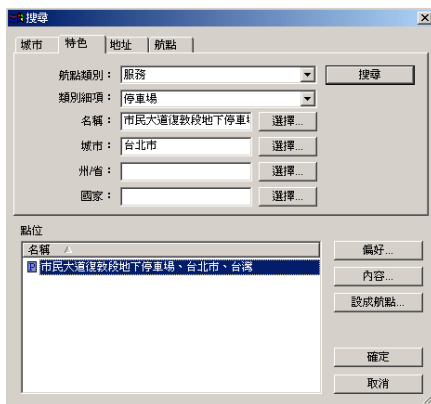 搜尋
城市 特色 地址 航點
航點類別： 服務 搜尋
類別細項： 停車場
名稱： 市民大道復敦段地下停車 選擇...
城市： 台北市 選擇...
州/省： 選擇...
國家： 選擇...
點位
名稱 偏好...
市民大道復敦段地下停車場、台北市、台灣
內容...
設成航點...
確定
取消